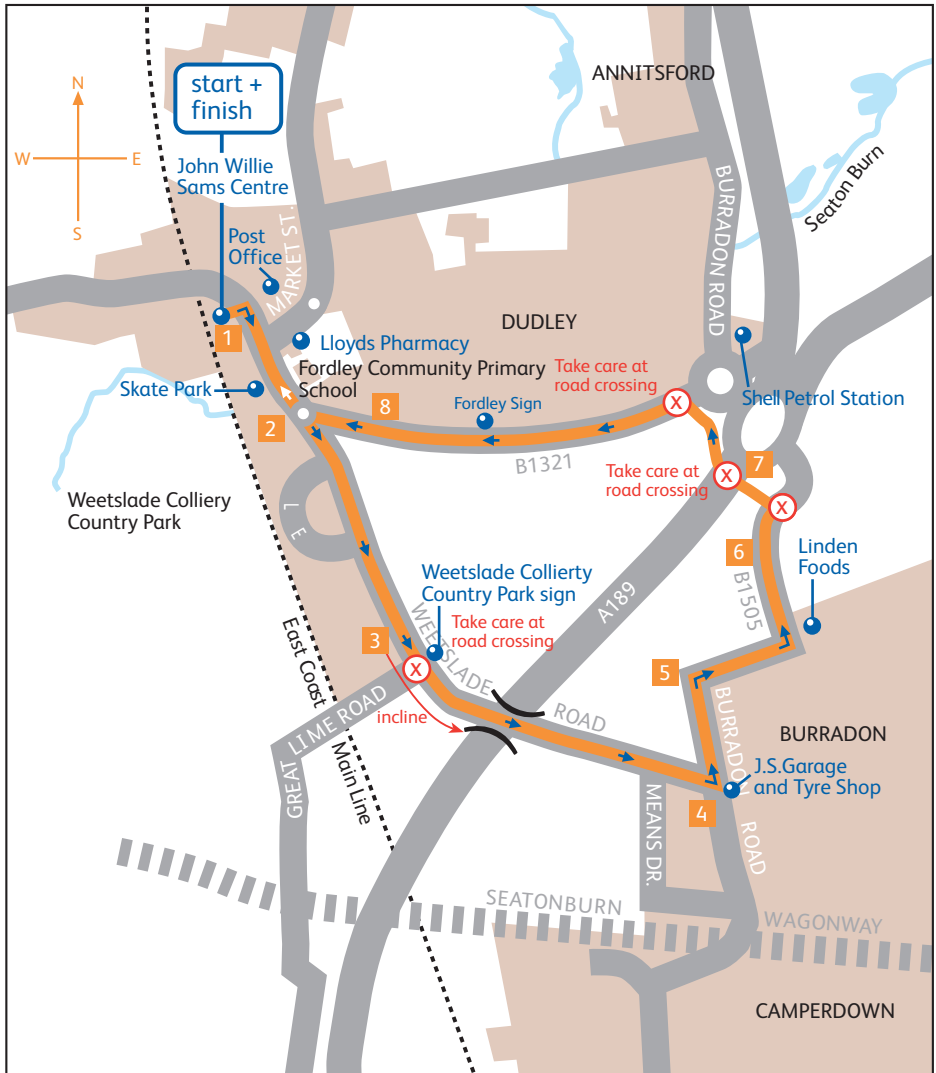 N
W
E
S
start +
finish
John Willie
Sams Centre
Post
Office
MARKET ST.
ANNITSFORD
BURRADON ROAD
Seaton Burn
1
Lloyds Pharmacy
DUDLEY
Fordley Community Primary
School
Skate Park
2
8
Fordley Sign
Take care at
road crossing
X
Shell Petrol Station
B1321
Take care at
road crossing
X
7
X
Weetslade Colliery
Country Park
L
E
6
B1505
Linden
Foods
A189
Weetslade Collierty
Country Park sign
Take care at
road crossing
3
X
WEETSLADE
ROAD
incline
East Coast
Main Line
GREAT
LIME ROAD
5
BURRADON
ROAD
BURRADON
J.S.Garage
and Tyre Shop
4
MEANS DR.
SEATONBURN
WAGONWAY
CAMPERDOWN